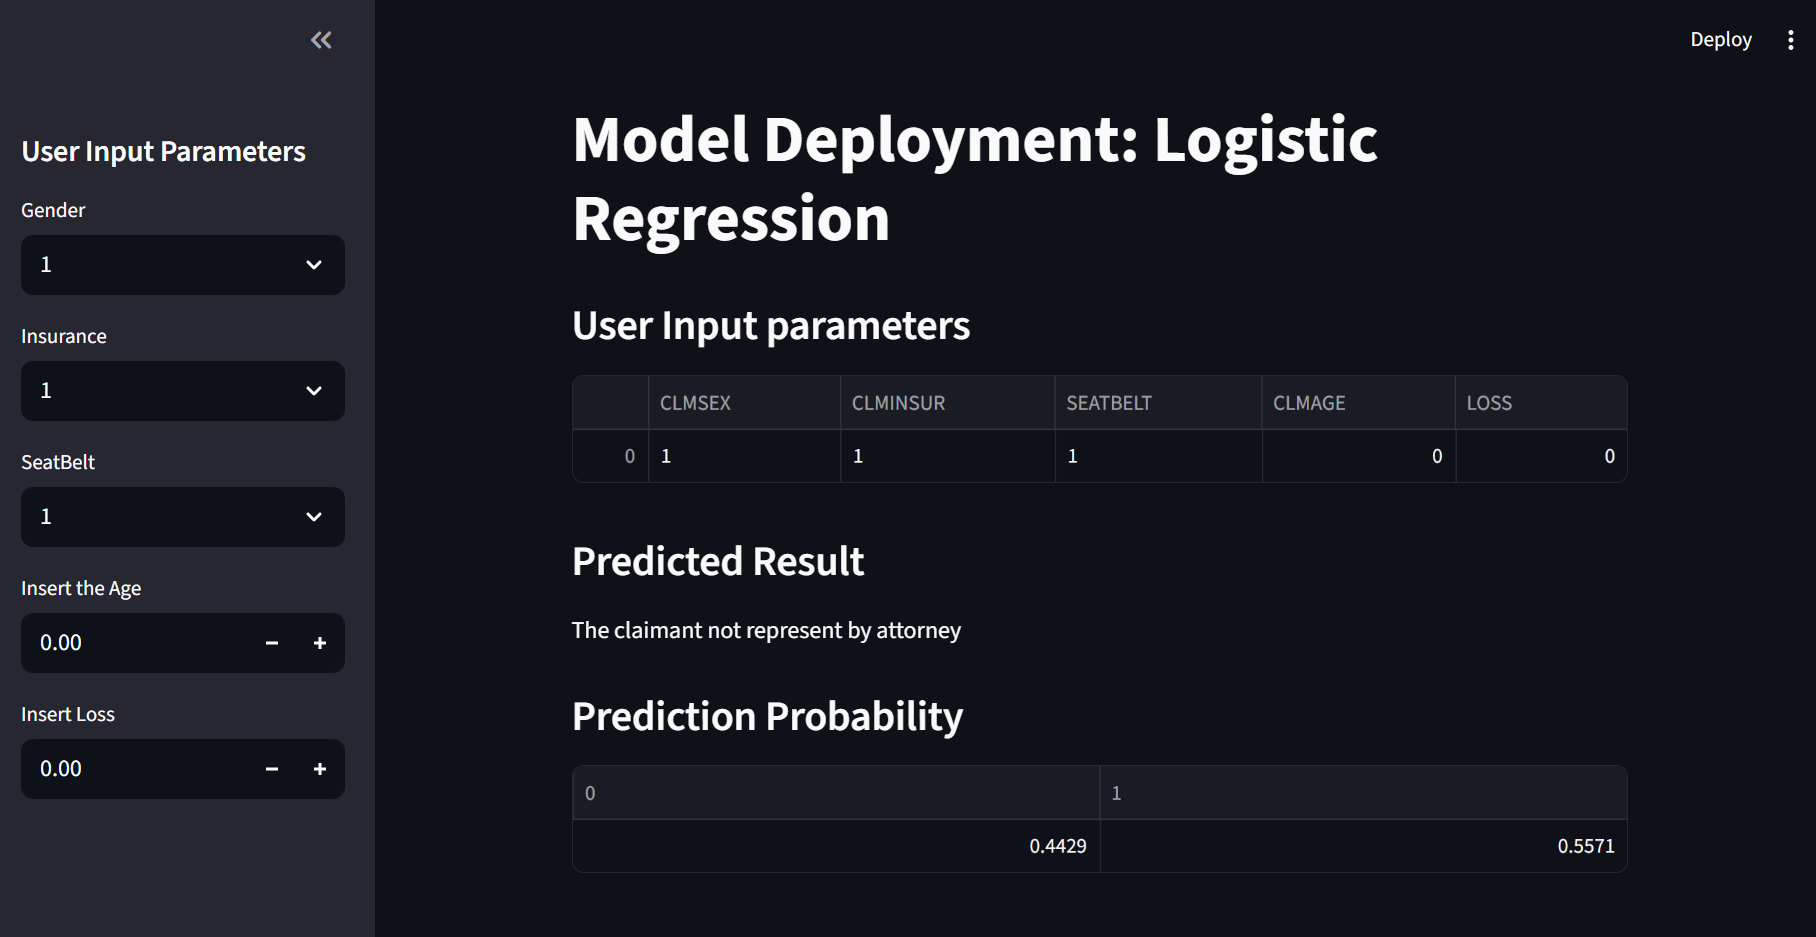 Deploy
User Input Parameters
Gender
1
Insurance
1
SeatBelt
1
Insert the Age
0.00
Insert Loss
0.00
Model Deployment: Logistic
Regression
User Input parameters
CLMSEX CLMINSUR SEATBELT CLMAGE LOSS
0 1 1 1 0 0
Predicted Result
The claimant not represent by attorney
Prediction Probability
0 1
0.4429 0.5571